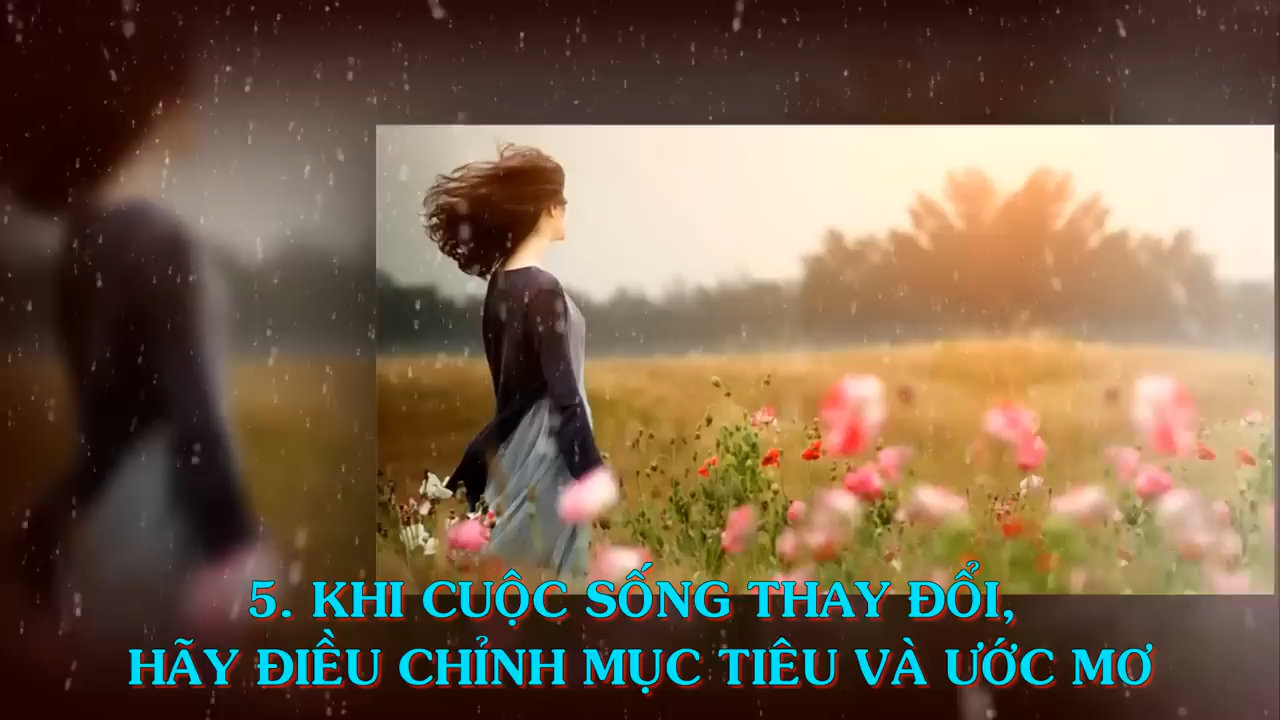 5. KHI CUỘC SỐNG THAY ĐỔI,
HÃY ĐIỀU CHỈNH MỤC TIÊU VÀ ƯỚC MƠ